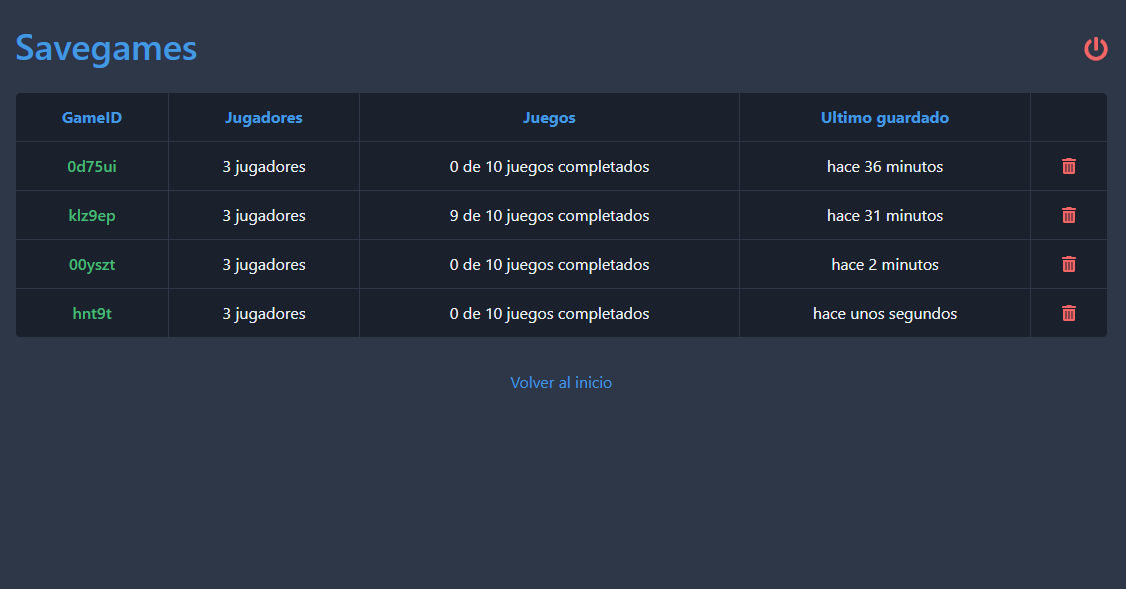 Savegames
GameID Jugadores Juegos Ultimo guardado
0d75ui 3 jugadores 0 de 10 juegos completados hace 36 minutos
klz9ep 3 jugadores 9 de 10 juegos completados hace 31 minutos
00yszt 3 jugadores 0 de 10 juegos completados hace 2 minutos
hnt9t 3 jugadores 0 de 10 juegos completados hace unos segundos
Volver al inicio